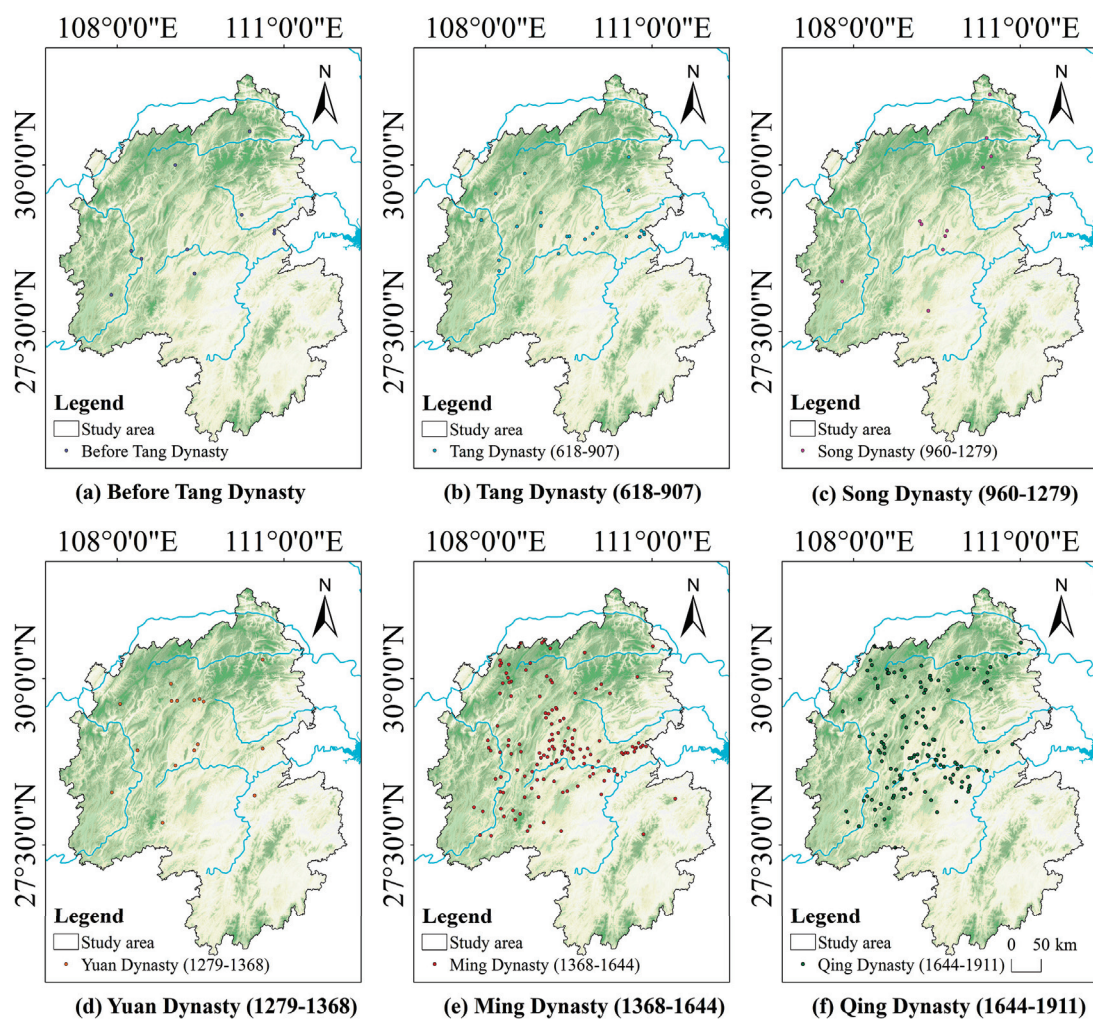 108°0'0"E 111°0'0"E
108°0'0"E 111°0'0"E
108°0'0"E 111°0'0"E
30°0'0"N
27°30'0"N
N
Legend
Study area
Before Tang Dynasty
(a) Before Tang Dynasty
30°0'0"N
27°30'0"N
N
Legend
Study area
Tang Dynasty (618-907)
(b) Tang Dynasty (618-907)
30°0'0"N
27°30'0"N
N
Legend
Study area
Song Dynasty (960-1279)
(c) Song Dynasty (960-1279)
108°0'0"E 111°0'0"E
108°0'0"E 111°0'0"E
108°0'0"E 111°0'0"E
30°0'0"N
27°30'0"N
N
Legend
Study area
Yuan Dynasty (1279-1368)
(d) Yuan Dynasty (1279-1368)
30°0'0"N
27°30'0"N
N
Legend
Study area
Ming Dynasty (1368-1644)
(e) Ming Dynasty (1368-1644)
30°0'0"N
27°30'0"N
N
Legend
Study area
0 50 km
Qing Dynasty (1644-1911)
(f) Qing Dynasty (1644-1911)